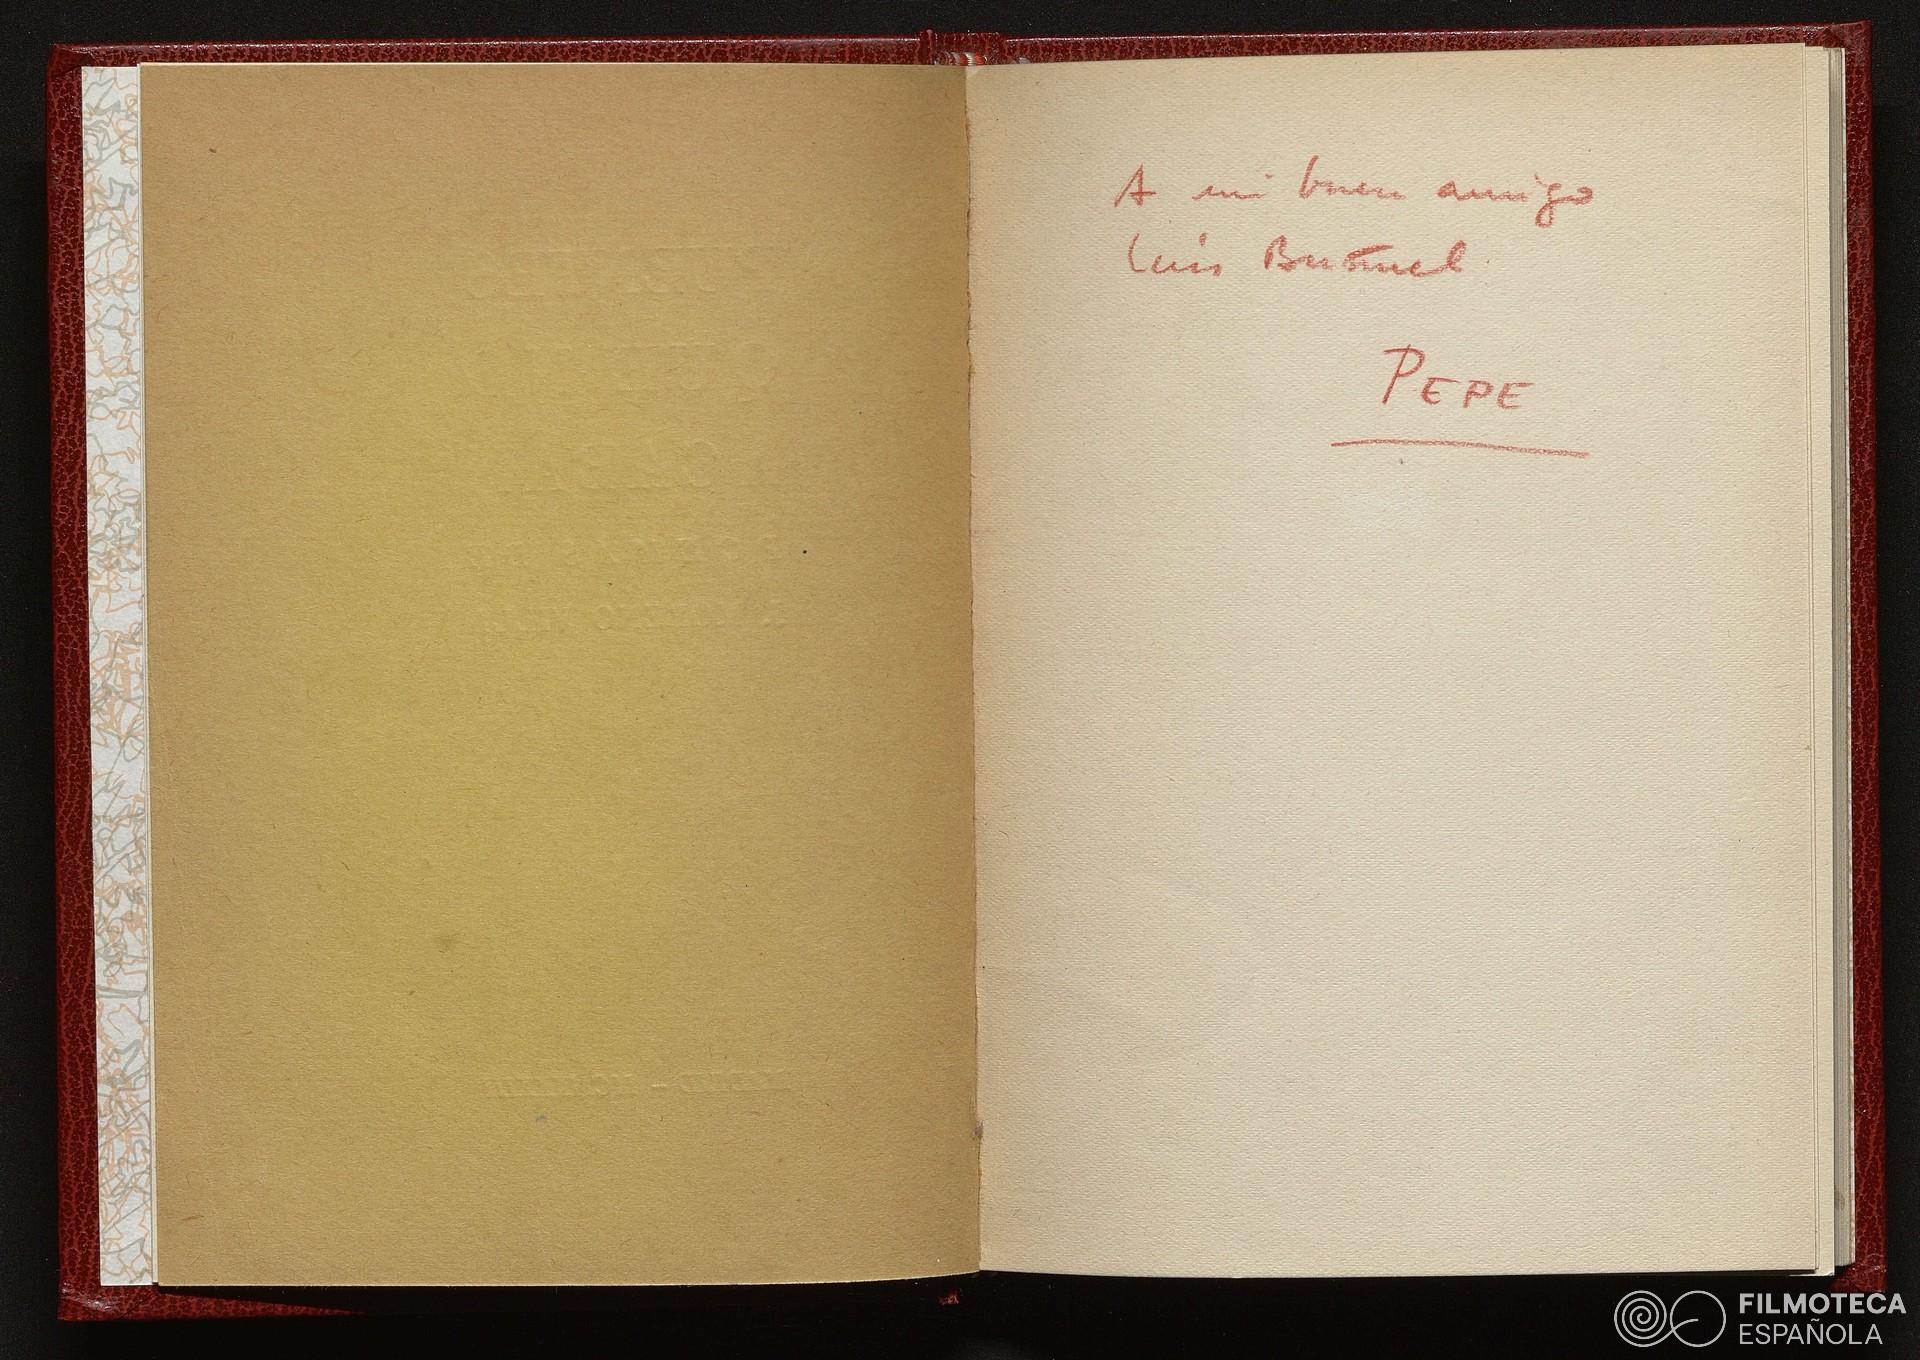 A mi buen amigo
Luis Buñuel
PEPE
FILMOTECA
ESPAÑOLA